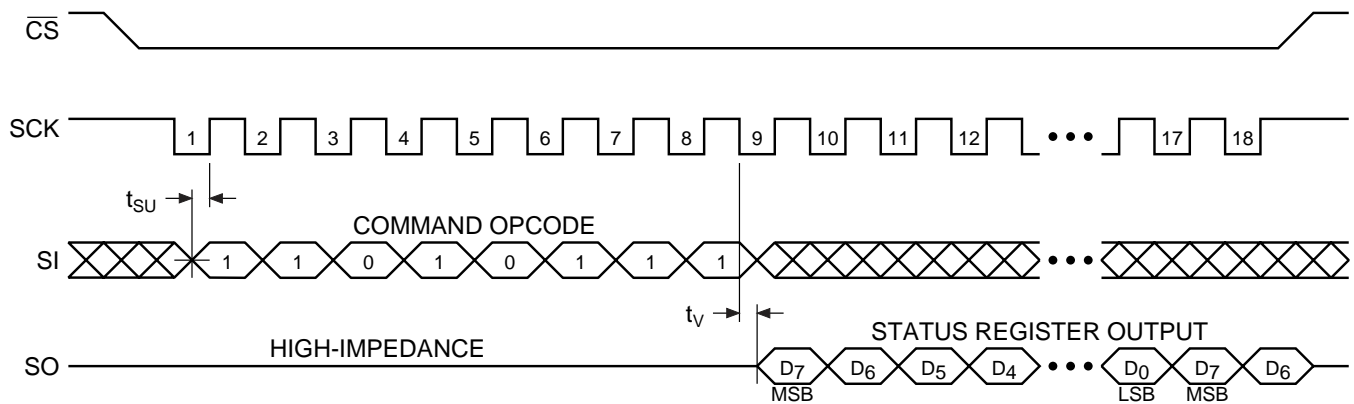 CS
SCK 1 2 3 4 5 6 7 8 9 10 11 12 ••• 17 18
tSU
COMMAND OPCODE
SI 1 1 0 1 0 1 1 1 •••
tV
STATUS REGISTER OUTPUT
HIGH-IMPEDANCE
SO D7 D6 D5 D4 ••• D0 D7 D6
MSB LSB MSB